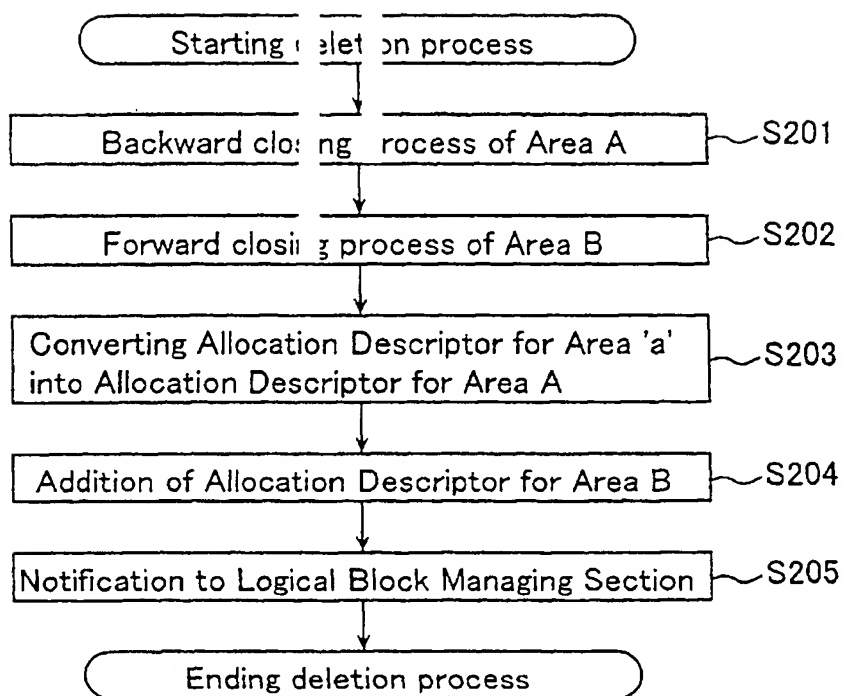 Starting deletion process
Backward closing process of Area A
S201
Forward closing process of Area B
S202
Converting Allocation Descriptor for Area 'a'
into Allocation Descriptor for Area A
S203
Addition of Allocation Descriptor for Area B
S204
Notification to Logical Block Managing Section
S205
Ending deletion process